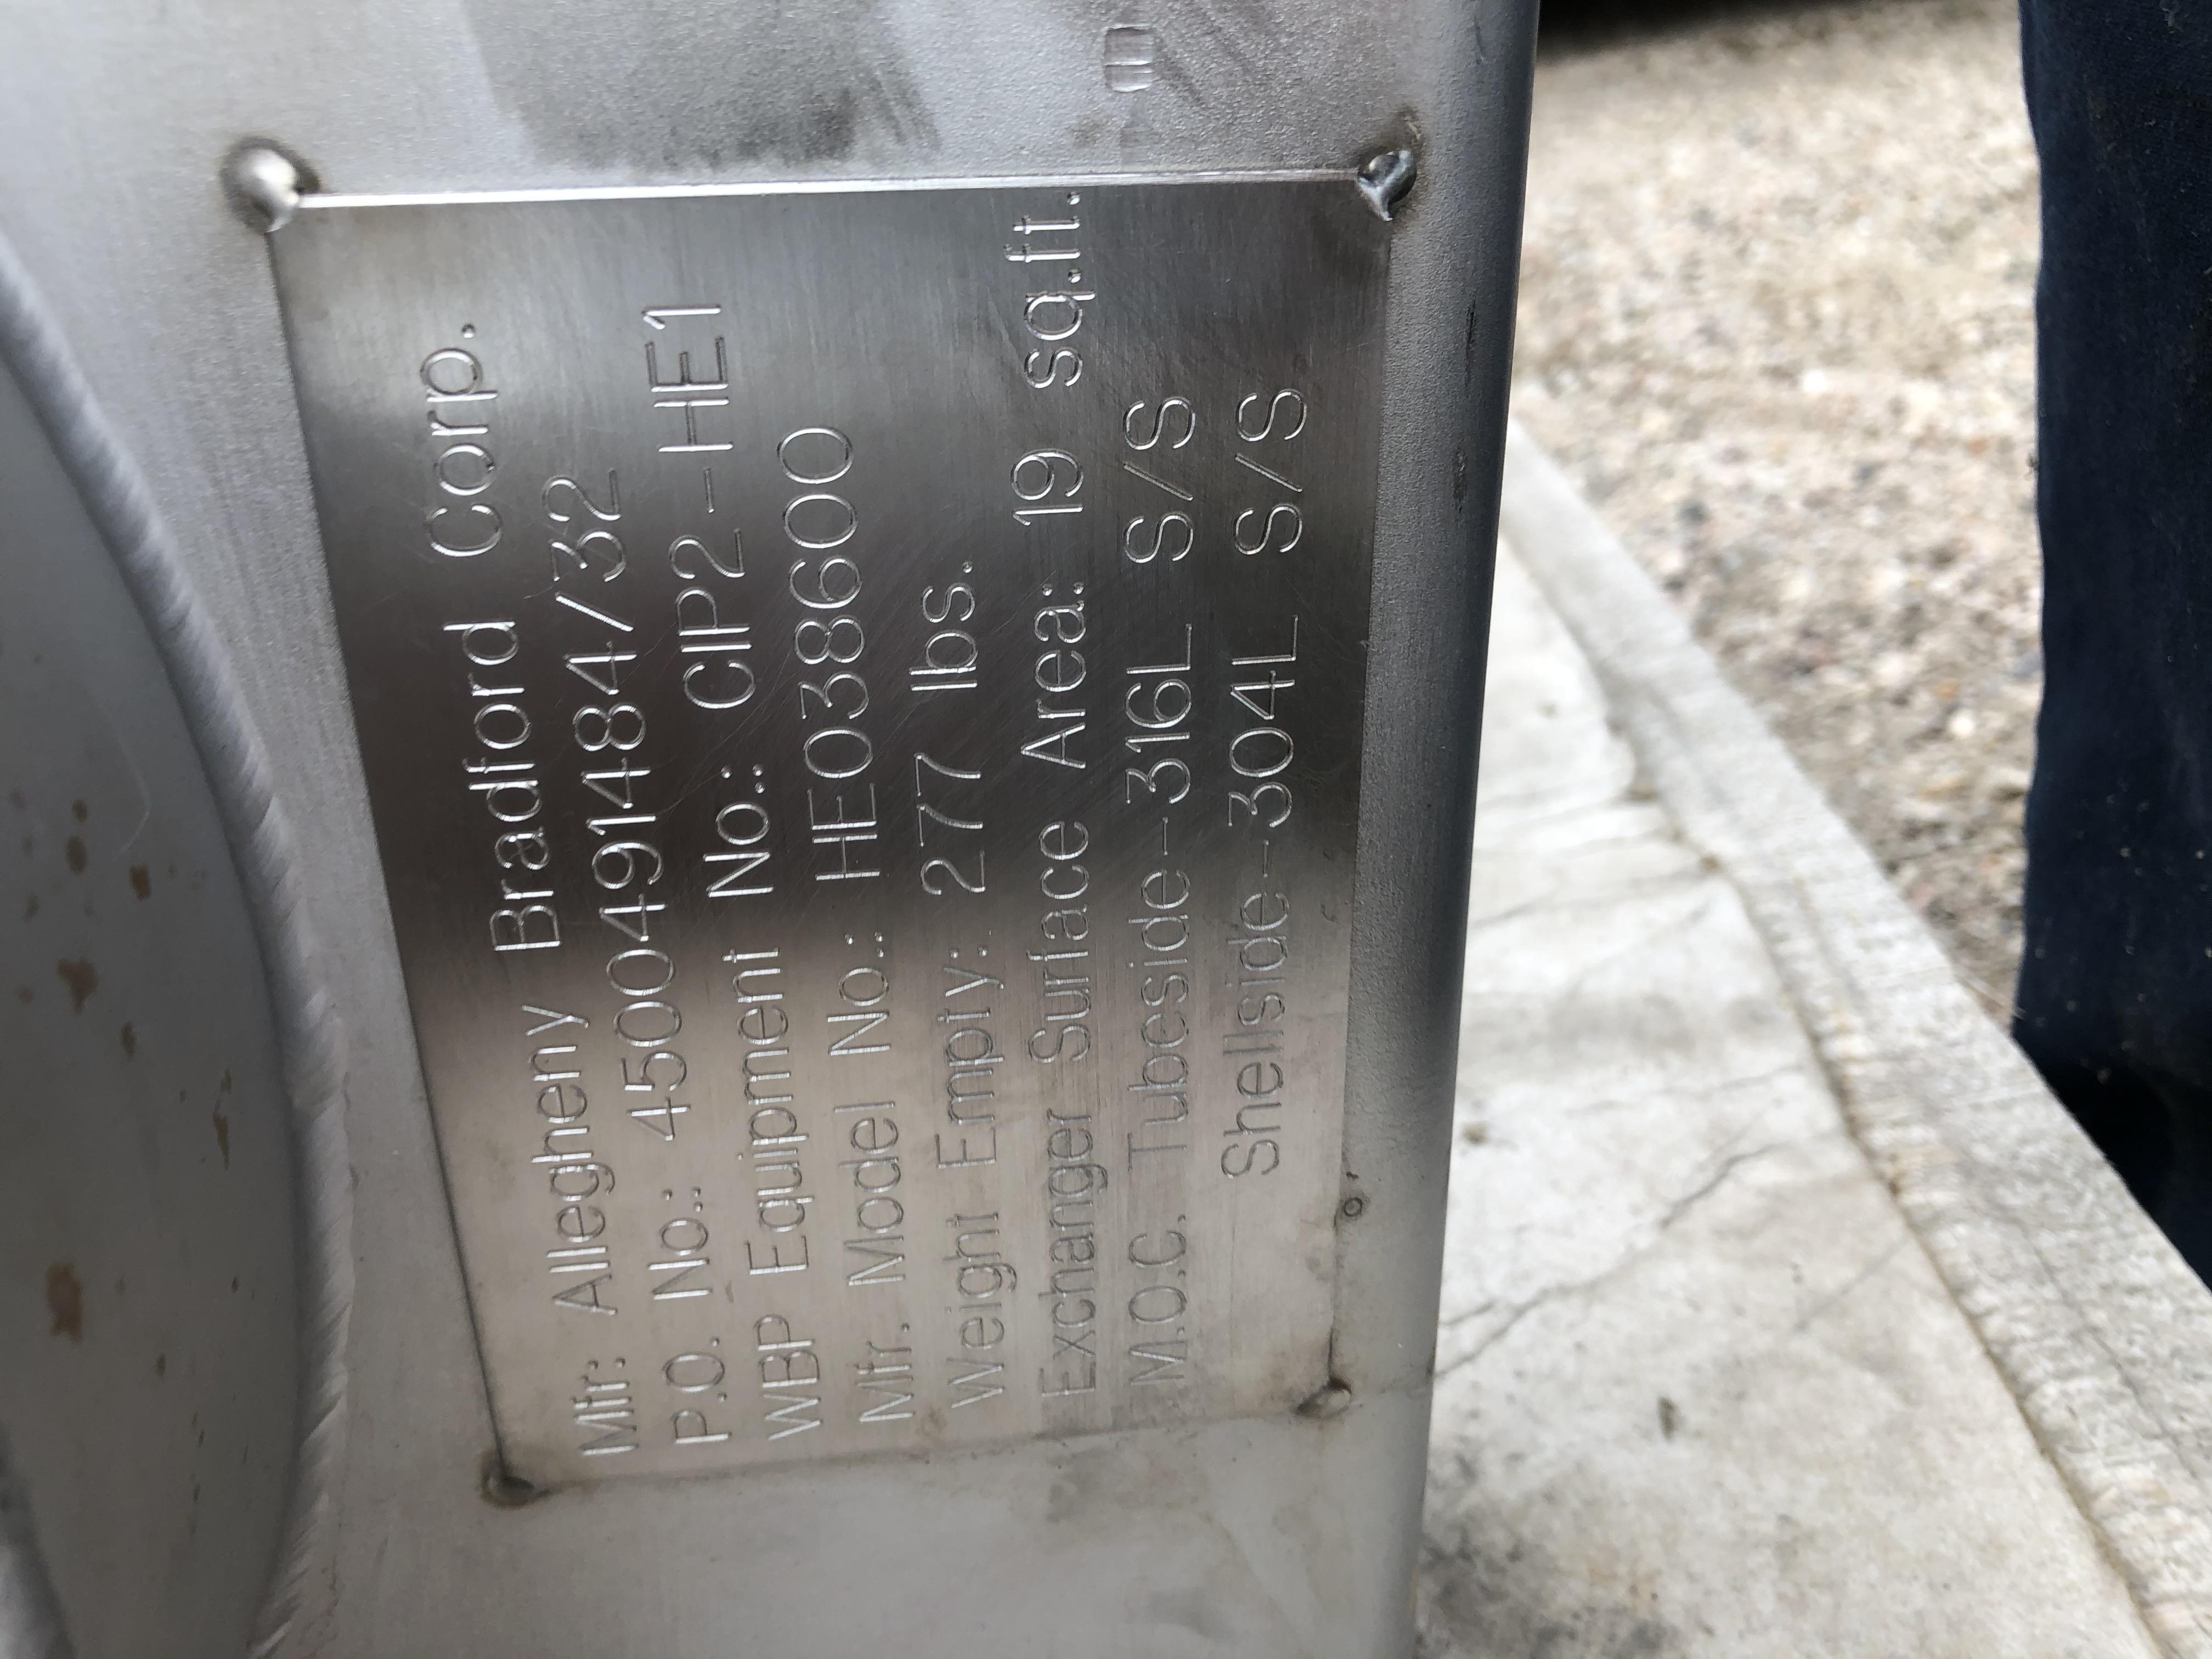 Mfr: Allegheny Bradford Corp.
P.O. No.: 4500491484/32
WBP Equipment No.: CIP2-HE1
Mfr. Model No.: HE038600
Weight Empty: 277 lbs.
Exchanger Surface Area: 19 sq.ft.
M.O.C. Tubeside-316L S/S
Shellside-304L S/S